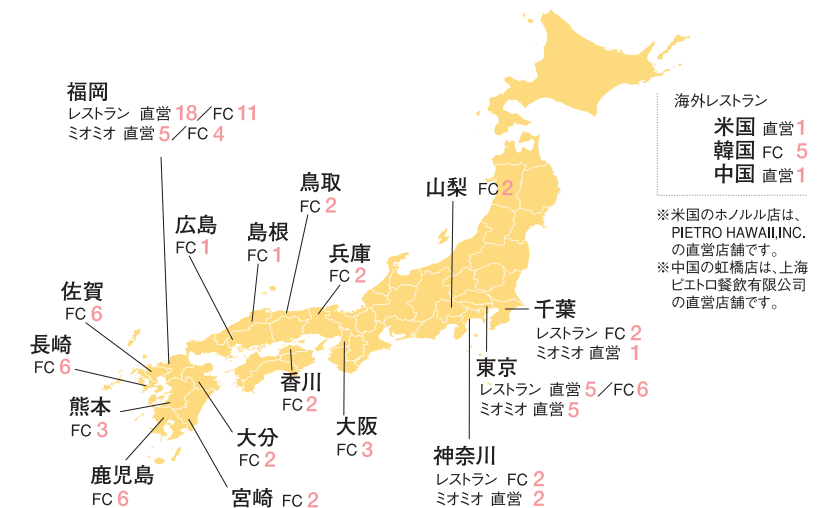 福岡
レストラン 直営 18／FC 11
ミオミオ 直営 5／FC 4
鳥取
FC 2
広島
FC 1
島根
FC 1
兵庫
FC 2
山梨 FC 2
佐賀
FC 6
長崎
FC 6
熊本
FC 3
鹿児島
FC 6
宮崎 FC 2
大分
FC 2
香川
FC 2
大阪
FC 3
千葉
レストラン FC 2
ミオミオ 直営 1
東京
レストラン 直営 5／FC 6
ミオミオ 直営 5
神奈川
レストラン FC 2
ミオミオ 直営 2
海外レストラン
米国 直営 1
韓国 FC 5
中国 直営 1
※米国のホノルル店は、
PIETRO HAWAII,INC.
の直営店舗です。
※中国の虹橋店は、上海
ピエトロ餐飲有限公司
の直営店舗です。